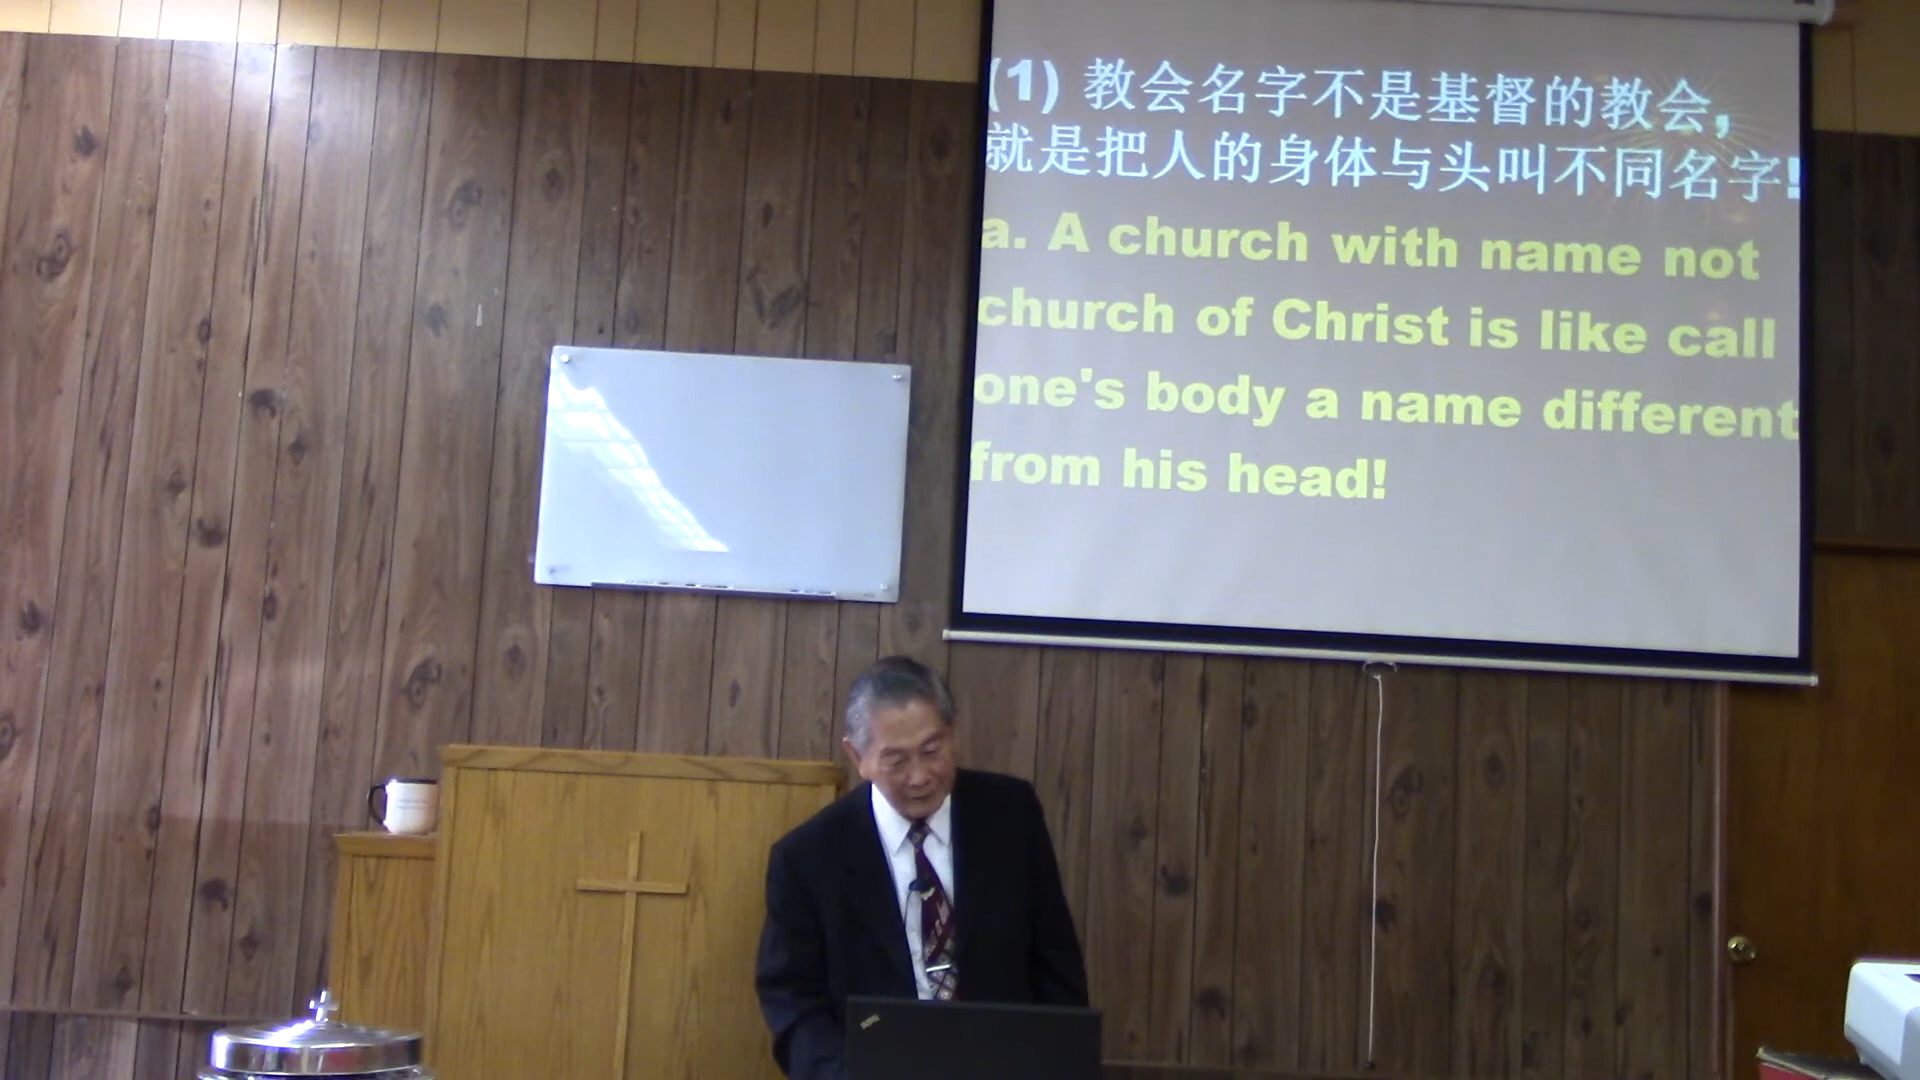 (1) 教会名字不是基督的教会,
就是把人的身体与头叫不同名字!
a. A church with name not
church of Christ is like call
one's body a name different
from his head!